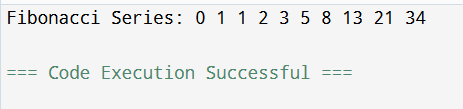 Fibonacci Series: 0 1 1 2 3 5 8 13 21 34
=== Code Execution Successful ===